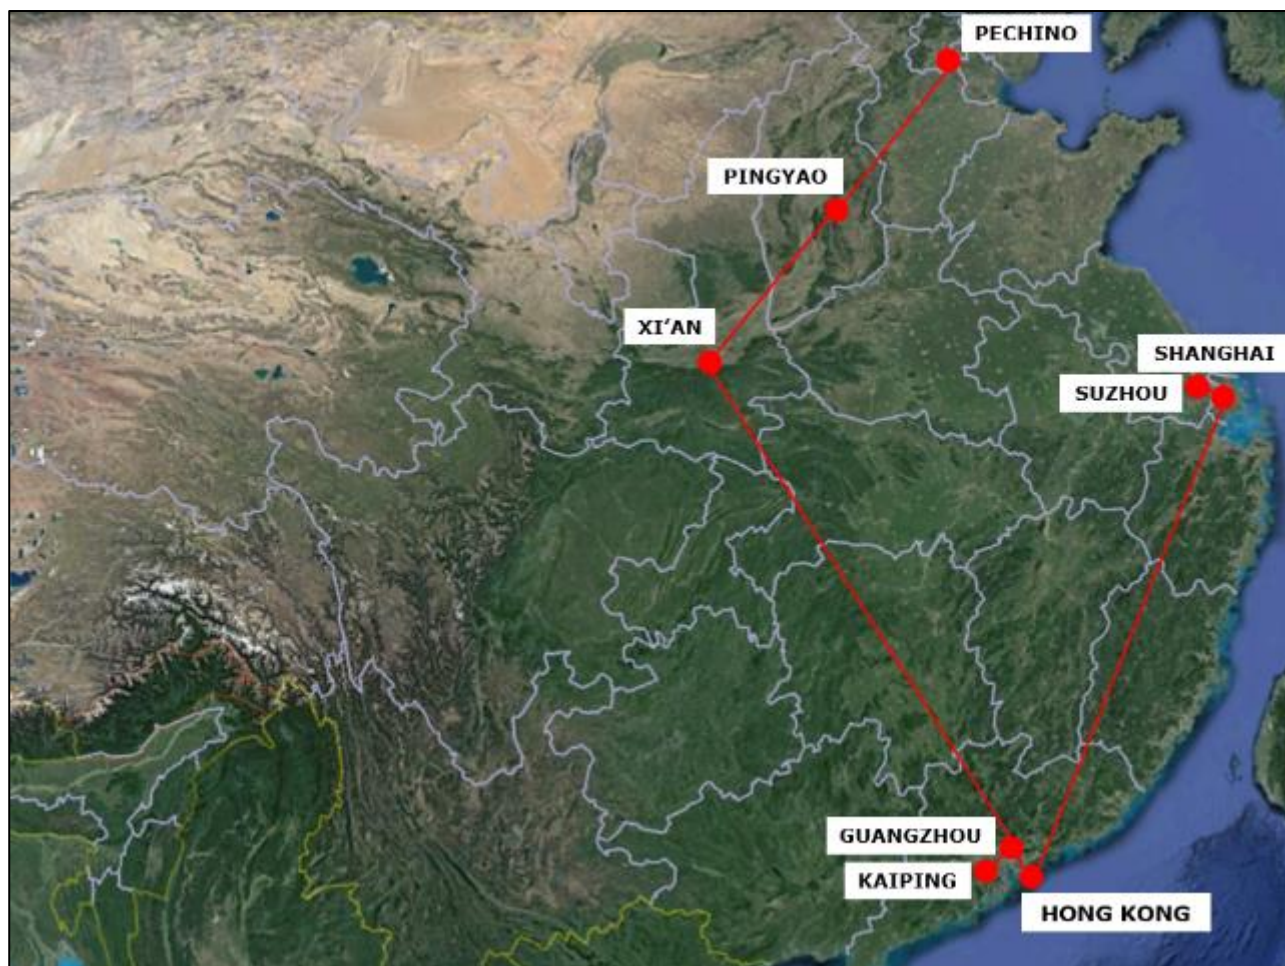 PECHINO
PINGYAO
XI'AN
SHANGHAI
SUZHOU
GUANGZHOU
KAIPING
HONG KONG